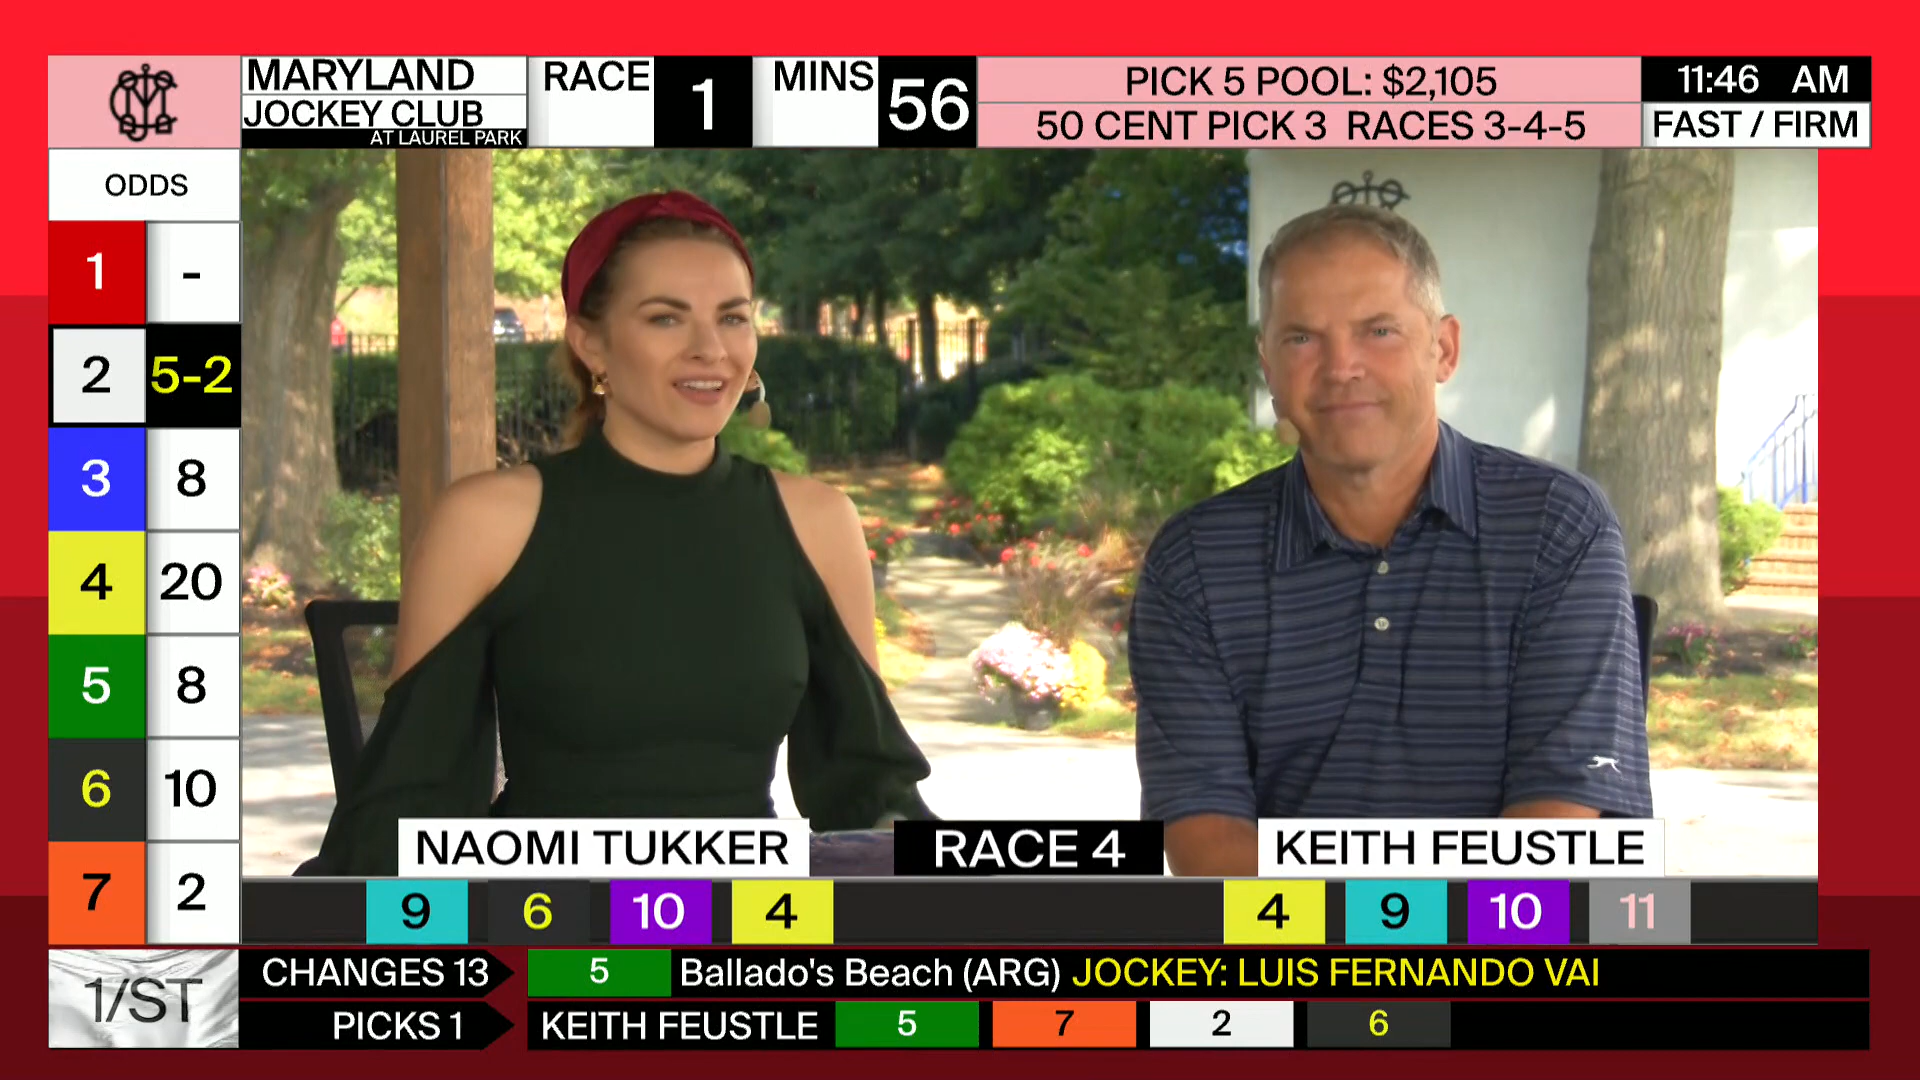 MARYLAND
JOCKEY CLUB
AT LAUREL PARK
RACE 1
MINS 56
PICK 5 POOL: $2,105
50 CENT PICK 3 RACES 3-4-5
11:46 AM
FAST / FIRM
ODDS
1 -
2 5-2
3 8
4 20
5 8
6 10
7 2
NAOMI TUKKER
RACE 4
KEITH FEUSTLE
9 6 10 4
4 9 10 11
1/ST
CHANGES 13 5 Ballado's Beach (ARG) JOCKEY: LUIS FERNANDO VAI
PICKS 1 KEITH FEUSTLE 5 7 2 6